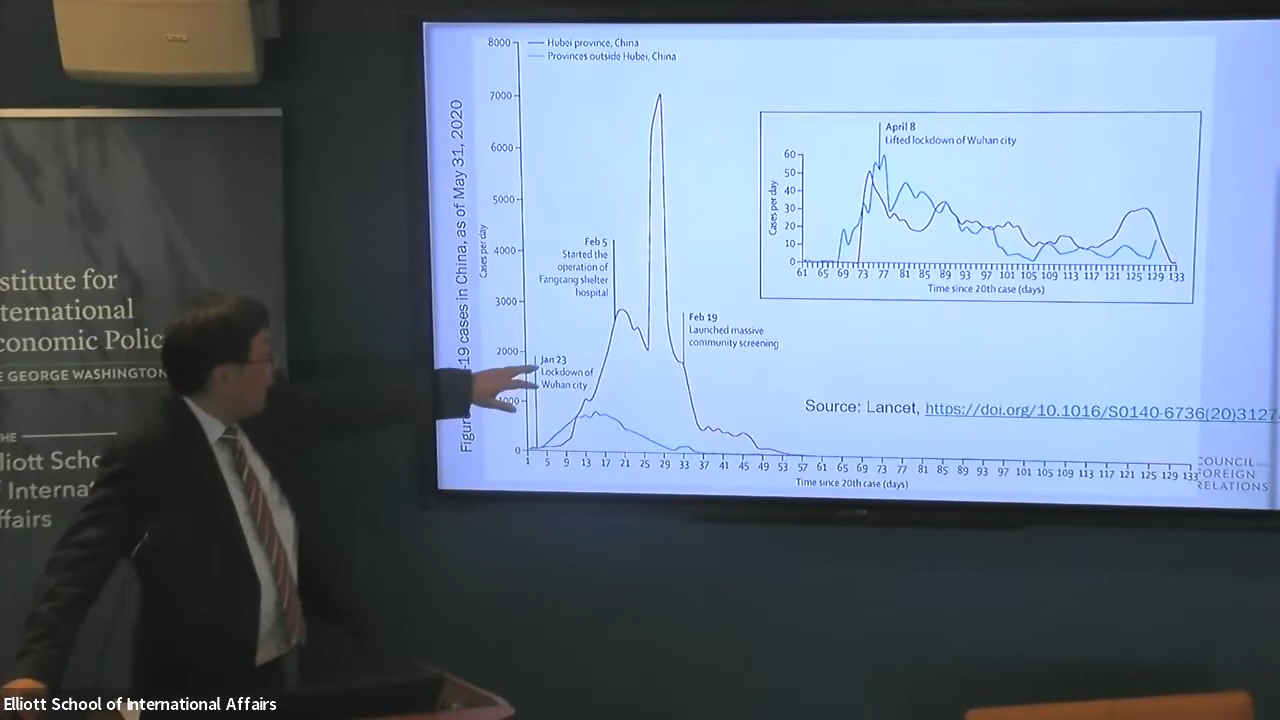 stitute for
ternational
conomic Polic
E GEORGE WASHINGTON
HE
lliott Scho
Interna
ffairs
-19 cases in China, as of May 31, 2020
Cases per day
8000
7000
6000
5000
4000
3000
2000
1000
0
Hubei province, China
Provinces outside Hubei, China
Jan 23
Lockdown of
Wuhan city
Feb 5
Started the
operation of
Fangcang shelter
hospital
Feb 19
Launched massive
community screening
1 5 9 13 17 21 25 29 33 37 41 45 49 53 57 61 65 69 73 77 81 85 89 93 97 101 105 109 113 117 121 125 129 133
Time since 20th case (days)
April 8
Lifted lockdown of Wuhan city
Cases per day
60
50
40
30
20
10
0
61 65 69 73 77 81 85 89 93 97 101 105 109 113 117 121 125 129 133
Time since 20th case (days)
Source: Lancet, https://doi.org/10.1016/S0140-6736(20)3127
COUNCIL
FOREIGN
RELATIONS
Elliott School of International Affairs